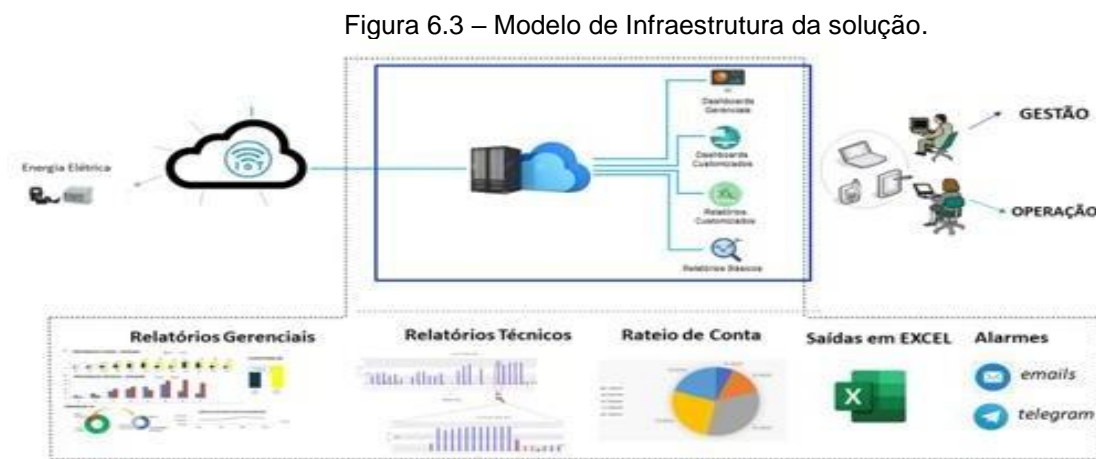 Figura 6.3 – Modelo de Infraestrutura da solução.
Energia Elétrica
IoT
Dashboards
Gerenciais
Dashboards
Customizados
Relatórios
Customizados
Relatórios Básicos
GESTÃO
OPERAÇÃO
Relatórios Gerenciais
Relatórios Técnicos
Rateio de Conta
Saídas em EXCEL
Alarmes
X
emails
telegram